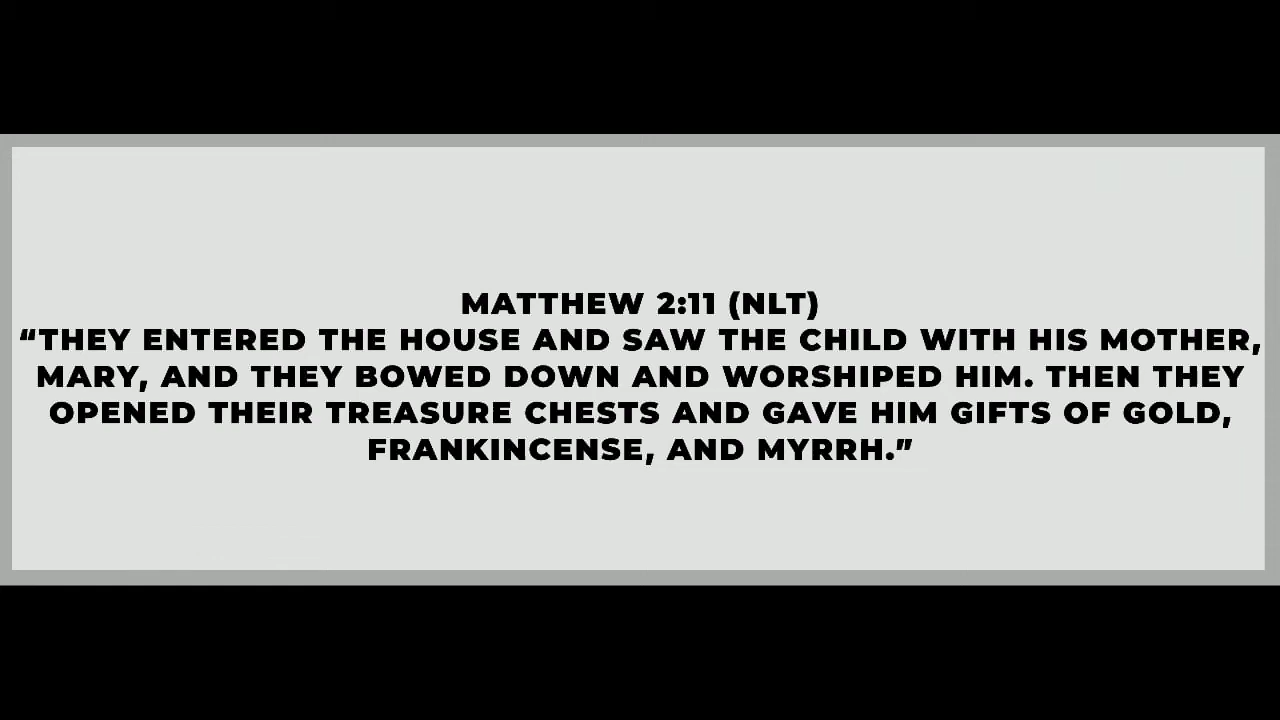 MATTHEW 2:11 (NLT)
“THEY ENTERED THE HOUSE AND SAW THE CHILD WITH HIS MOTHER,
MARY, AND THEY BOWED DOWN AND WORSHIPED HIM. THEN THEY
OPENED THEIR TREASURE CHESTS AND GAVE HIM GIFTS OF GOLD,
FRANKINCENSE, AND MYRRH.”